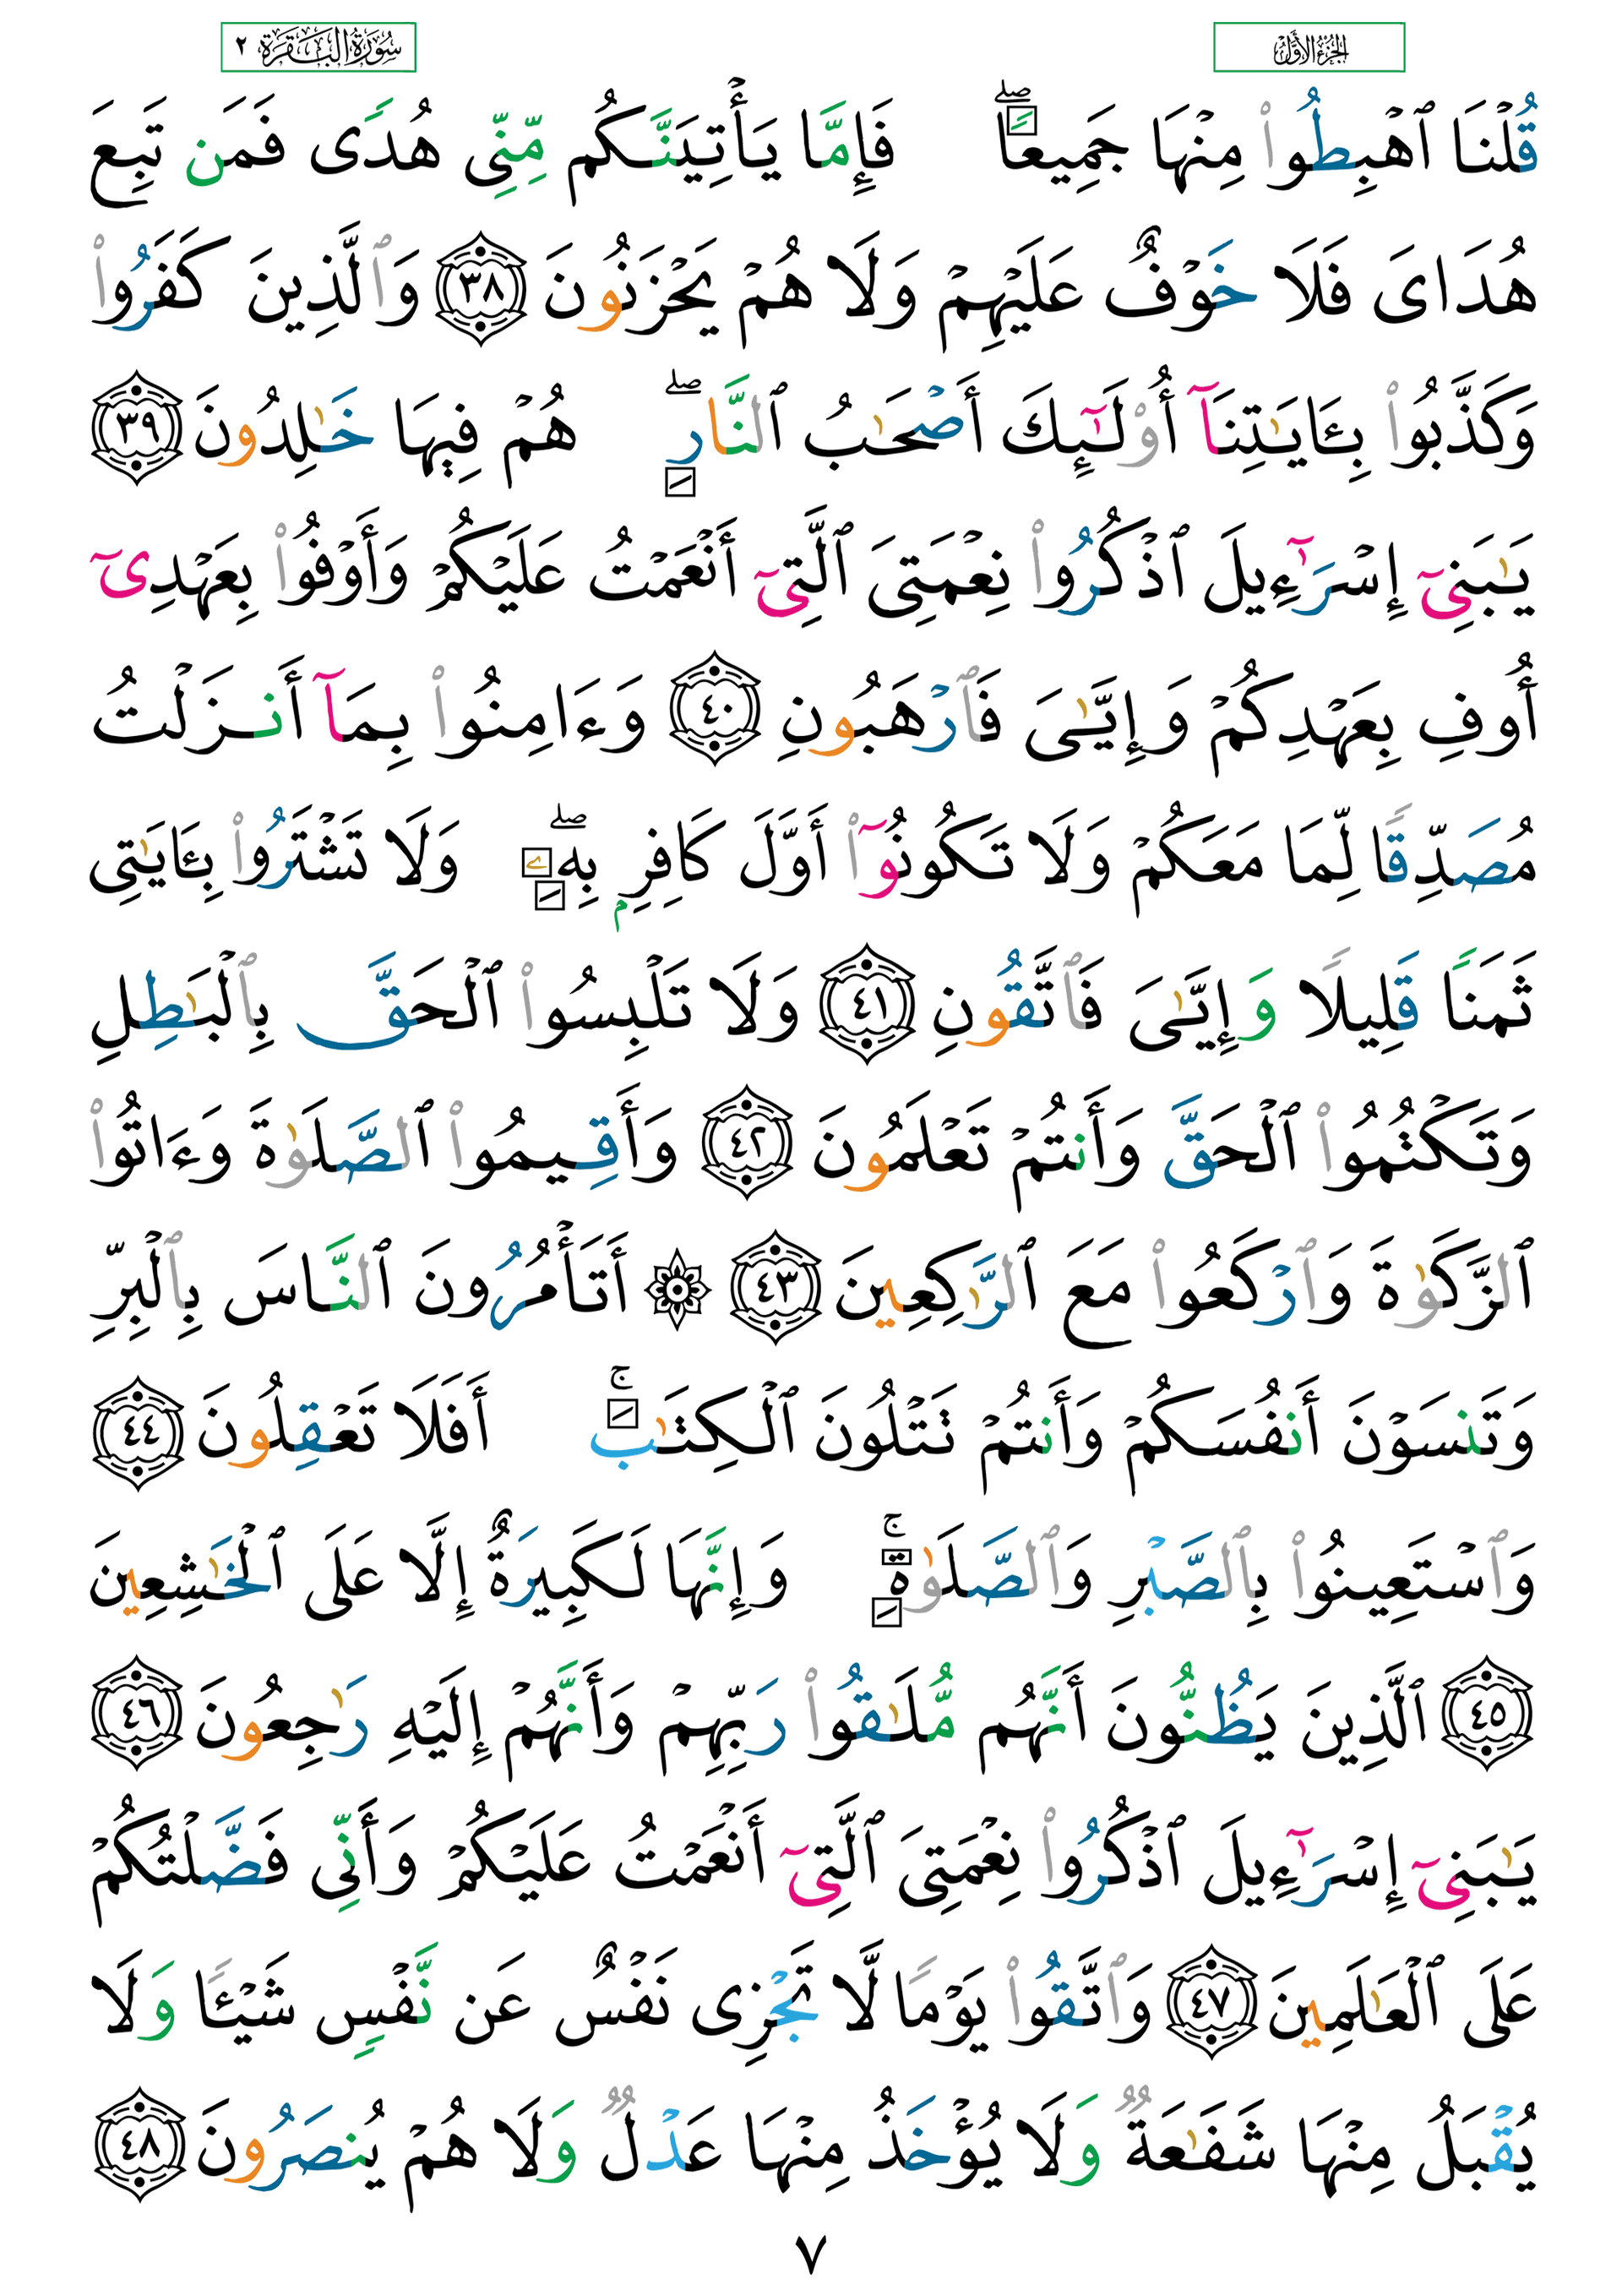 الجزء الأول
سورة البقرة ٢
قُلْنَا ٱهْبِطُوا۟ مِنْهَا جَمِيعًا ۖ فَإِمَّا يَأْتِيَنَّكُم مِّنِّى هُدًى فَمَن تَبِعَ
هُدَاىَ فَلَا خَوْفٌ عَلَيْهِمْ وَلَا هُمْ يَحْزَنُونَ ٣٨ وَٱلَّذِينَ كَفَرُوا۟
وَكَذَّبُوا۟ بِـَٔايَـٰتِنَآ أُو۟لَـٰٓئِكَ أَصْحَـٰبُ ٱلنَّارِ ۖ هُمْ فِيهَا خَـٰلِدُونَ ٣٩
يَـٰبَنِىٓ إِسْرَٰٓءِيلَ ٱذْكُرُوا۟ نِعْمَتِىَ ٱلَّتِىٓ أَنْعَمْتُ عَلَيْكُمْ وَأَوْفُوا۟ بِعَهْدِىٓ
أُوفِ بِعَهْدِكُمْ وَإِيَّـٰىَ فَٱرْهَبُونِ ٤٠ وَءَامِنُوا۟ بِمَآ أَنزَلْتُ
مُصَدِّقًا لِّمَا مَعَكُمْ وَلَا تَكُونُوٓا۟ أَوَّلَ كَافِرٍۭ بِهِۦ ۖ وَلَا تَشْتَرُوا۟ بِـَٔايَـٰتِى
ثَمَنًا قَلِيلًا وَإِيَّـٰىَ فَٱتَّقُونِ ٤١ وَلَا تَلْبِسُوا۟ ٱلْحَقَّ بِٱلْبَـٰطِلِ
وَتَكْتُمُوا۟ ٱلْحَقَّ وَأَنتُمْ تَعْلَمُونَ ٤٢ وَأَقِيمُوا۟ ٱلصَّلَوٰةَ وَءَاتُوا۟
ٱلزَّكَوٰةَ وَٱرْكَعُوا۟ مَعَ ٱلرَّٰكِعِينَ ٤٣ ۞ أَتَأْمُرُونَ ٱلنَّاسَ بِٱلْبِرِّ
وَتَنسَوْنَ أَنفُسَكُمْ وَأَنتُمْ تَتْلُونَ ٱلْكِتَـٰبَ ۚ أَفَلَا تَعْقِلُونَ ٤٤
وَٱسْتَعِينُوا۟ بِٱلصَّبْرِ وَٱلصَّلَوٰةِ ۚ وَإِنَّهَا لَكَبِيرَةٌ إِلَّا عَلَى ٱلْخَـٰشِعِينَ
٤٥ ٱلَّذِينَ يَظُنُّونَ أَنَّهُم مُّلَـٰقُوا۟ رَبِّهِمْ وَأَنَّهُمْ إِلَيْهِ رَٰجِعُونَ ٤٦
يَـٰبَنِىٓ إِسْرَٰٓءِيلَ ٱذْكُرُوا۟ نِعْمَتِىَ ٱلَّتِىٓ أَنْعَمْتُ عَلَيْكُمْ وَأَنِّى فَضَّلْتُكُمْ
عَلَى ٱلْعَـٰلَمِينَ ٤٧ وَٱتَّقُوا۟ يَوْمًا لَّا تَجْزِى نَفْسٌ عَن نَّفْسٍ شَيْـًٔا وَلَا
يُقْبَلُ مِنْهَا شَفَـٰعَةٌ وَلَا يُؤْخَذُ مِنْهَا عَدْلٌ وَلَا هُمْ يُنصَرُونَ ٤٨
٧